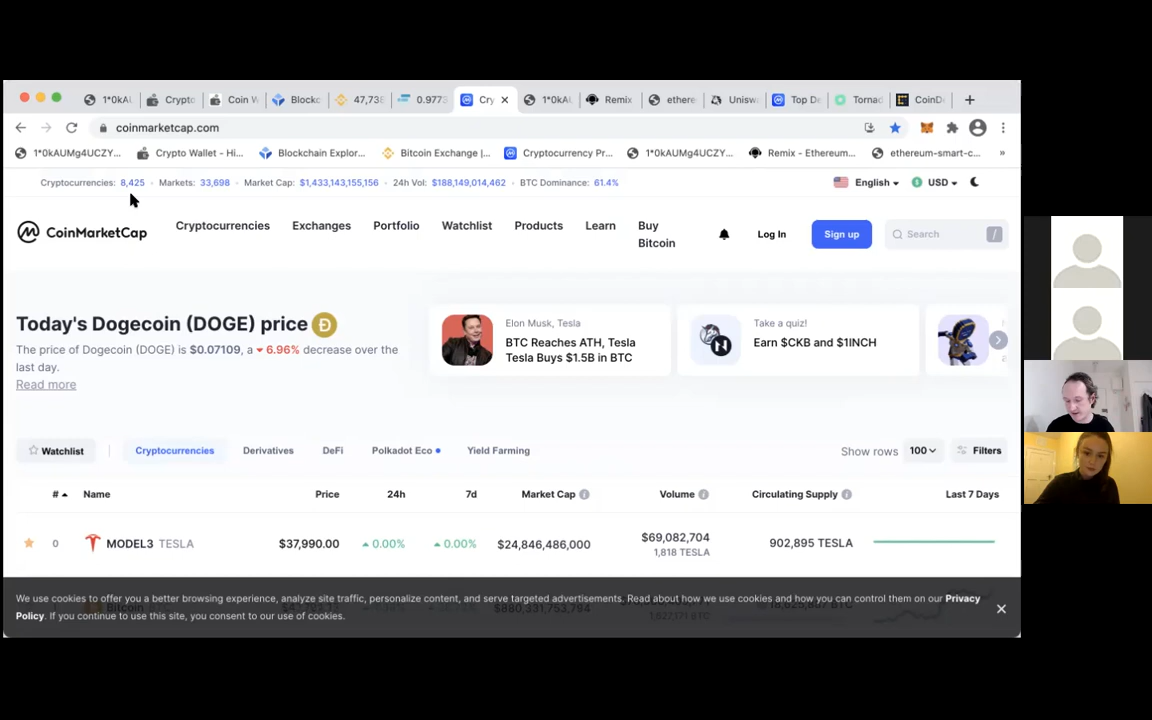 1*0kAU
Crypto
Coin W
Blockc
47,738
0.9773
Cry
1*0kAU
Remix
ethere
Unisw
Top De
Tornac
CoinDe
coinmarketcap.com
1*0kAUMg4UCZY...
Crypto Wallet - Hi...
Blockchain Explor...
Bitcoin Exchange |...
Cryptocurrency Pr...
1*0kAUMg4UCZY...
Remix - Ethereum...
ethereum-smart-c...
»
Cryptocurrencies: 8,425 · Markets: 33,698 · Market Cap: $1,433,143,155,156 · 24h Vol: $188,149,014,462 · BTC Dominance: 61.4%
English
USD
CoinMarketCap
Cryptocurrencies
Exchanges
Portfolio
Watchlist
Products
Learn
Buy
Bitcoin
Log In
Sign up
Search
/
Today's Dogecoin (DOGE) price
The price of Dogecoin (DOGE) is $0.07109, a 6.96% decrease over the
last day.
Read more
Elon Musk, Tesla
BTC Reaches ATH, Tesla
Tesla Buys $1.5B in BTC
Take a quiz!
Earn $CKB and $1INCH
Watchlist
Cryptocurrencies
Derivatives
DeFi
Polkadot Eco
Yield Farming
Show rows
100
Filters
#
Name
Price
24h
7d
Market Cap
Volume
Circulating Supply
Last 7 Days
0
MODEL3 TESLA
$37,990.00
0.00%
0.00%
$24,846,486,000
$69,082,704
1,818 TESLA
902,895 TESLA
We use cookies to offer you a better browsing experience, analyze site traffic, personalize content, and serve targeted advertisements. Read about how we use cookies and how you can control them on our Privacy
Policy. If you continue to use this site, you consent to our use of cookies.
Bitcoin